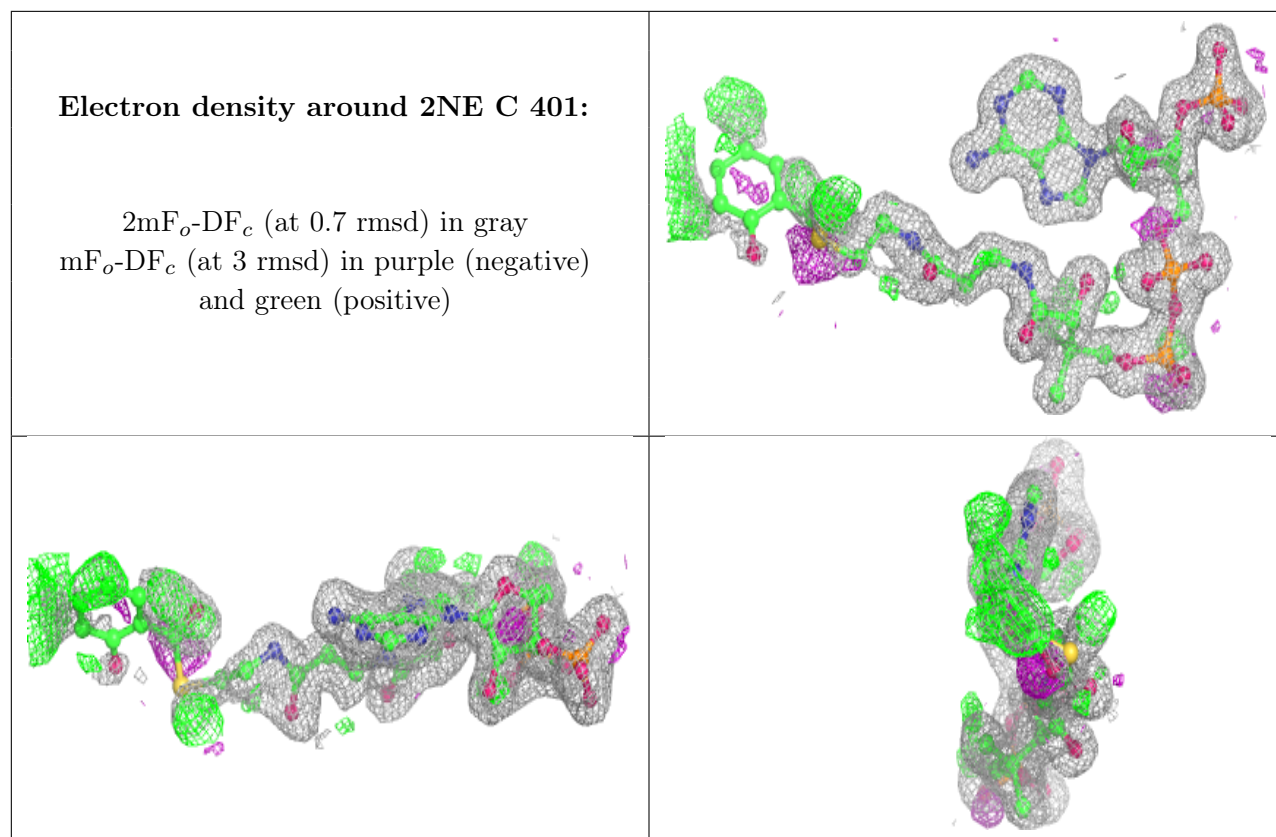 Electron density around 2NE C 401:
2mFₒ-DF𝒸 (at 0.7 rmsd) in gray
mFₒ-DF𝒸 (at 3 rmsd) in purple (negative)
and green (positive)